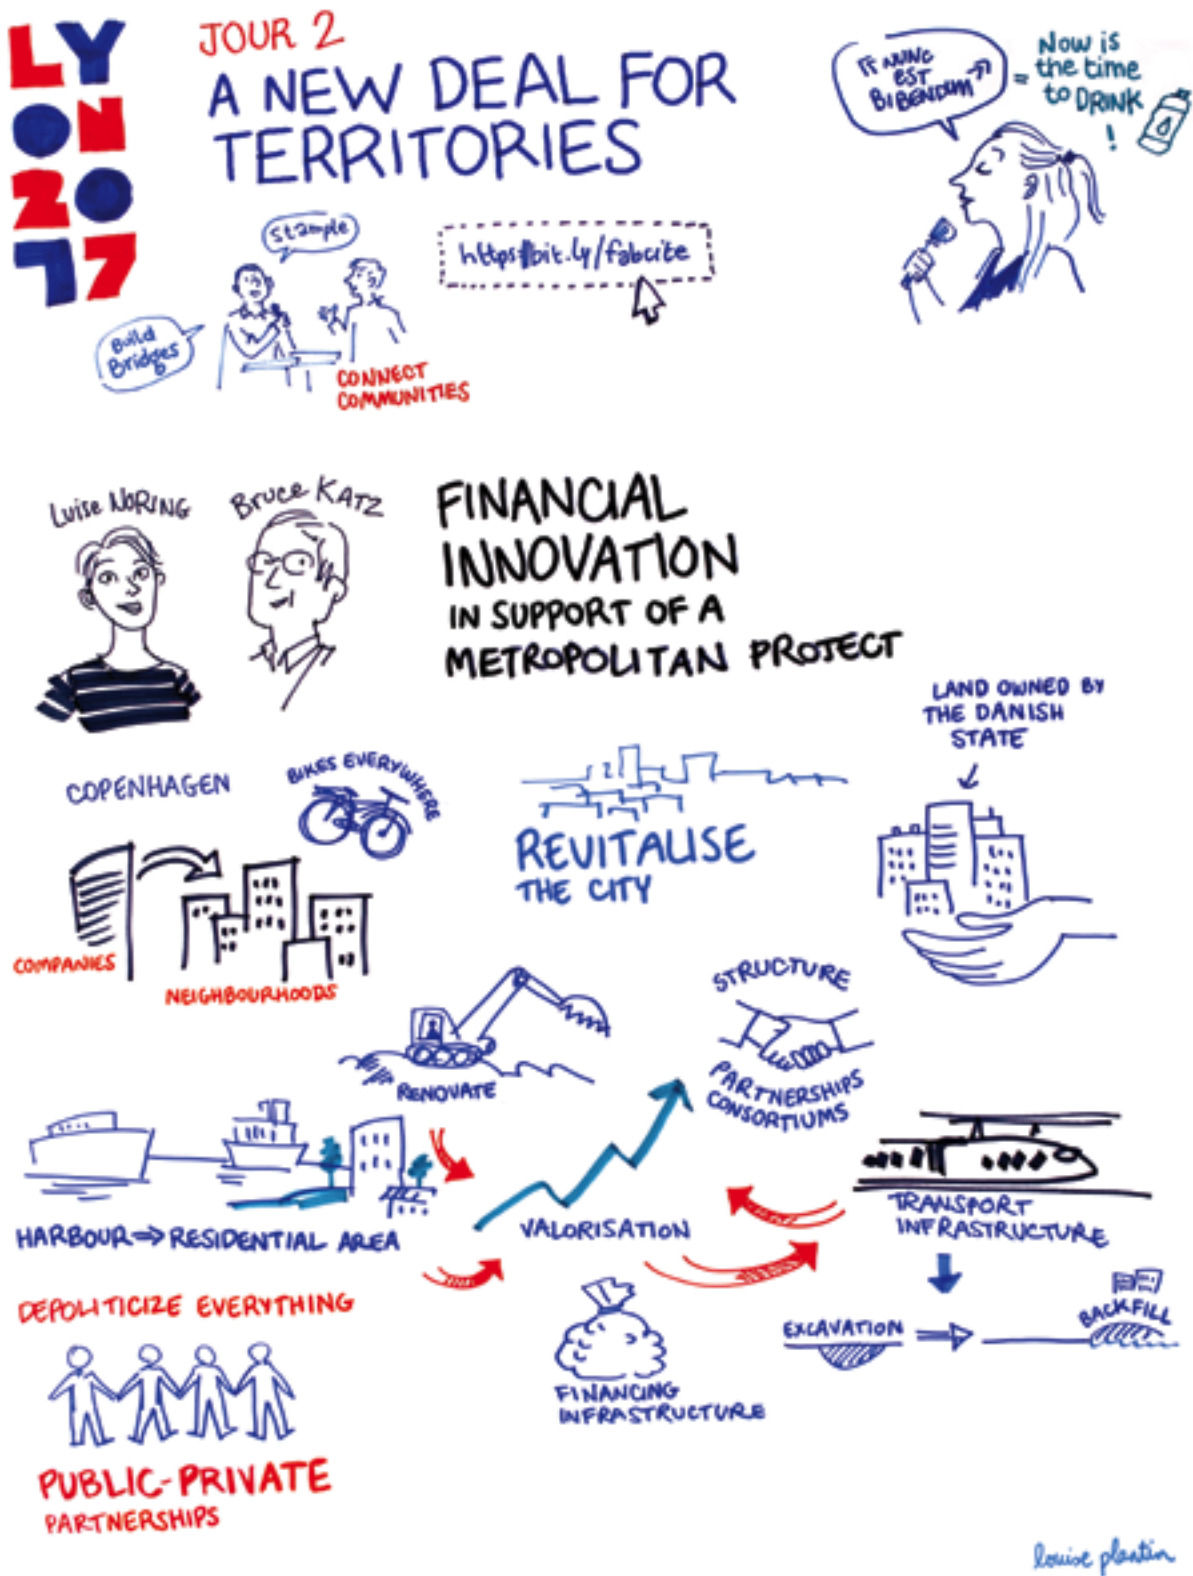 LY
ON
20
17
JOUR 2
A NEW DEAL FOR
TERRITORIES
"NUNC
EST
BIBENDUM"
=
Now is
the time
to DRINK
!
Stample
https://bit.ly/fabcite
Build
Bridges
CONNECT
COMMUNITIES
Luise NORING
Bruce KATZ
FINANCIAL
INNOVATION
IN SUPPORT OF A
METROPOLITAN PROJECT
LAND OWNED BY
THE DANISH
STATE
COPENHAGEN
BIKES EVERYWHERE
REVITALISE
THE CITY
COMPANIES
NEIGHBOURHOODS
STRUCTURE
PARTNERSHIPS
CONSORTIUMS
RENOVATE
HARBOUR ⇒ RESIDENTIAL AREA
VALORISATION
TRANSPORT
INFRASTRUCTURE
DEPOLITICIZE EVERYTHING
EXCAVATION
BACKFILL
FINANCING
INFRASTRUCTURE
PUBLIC-PRIVATE
PARTNERSHIPS
louise plantin